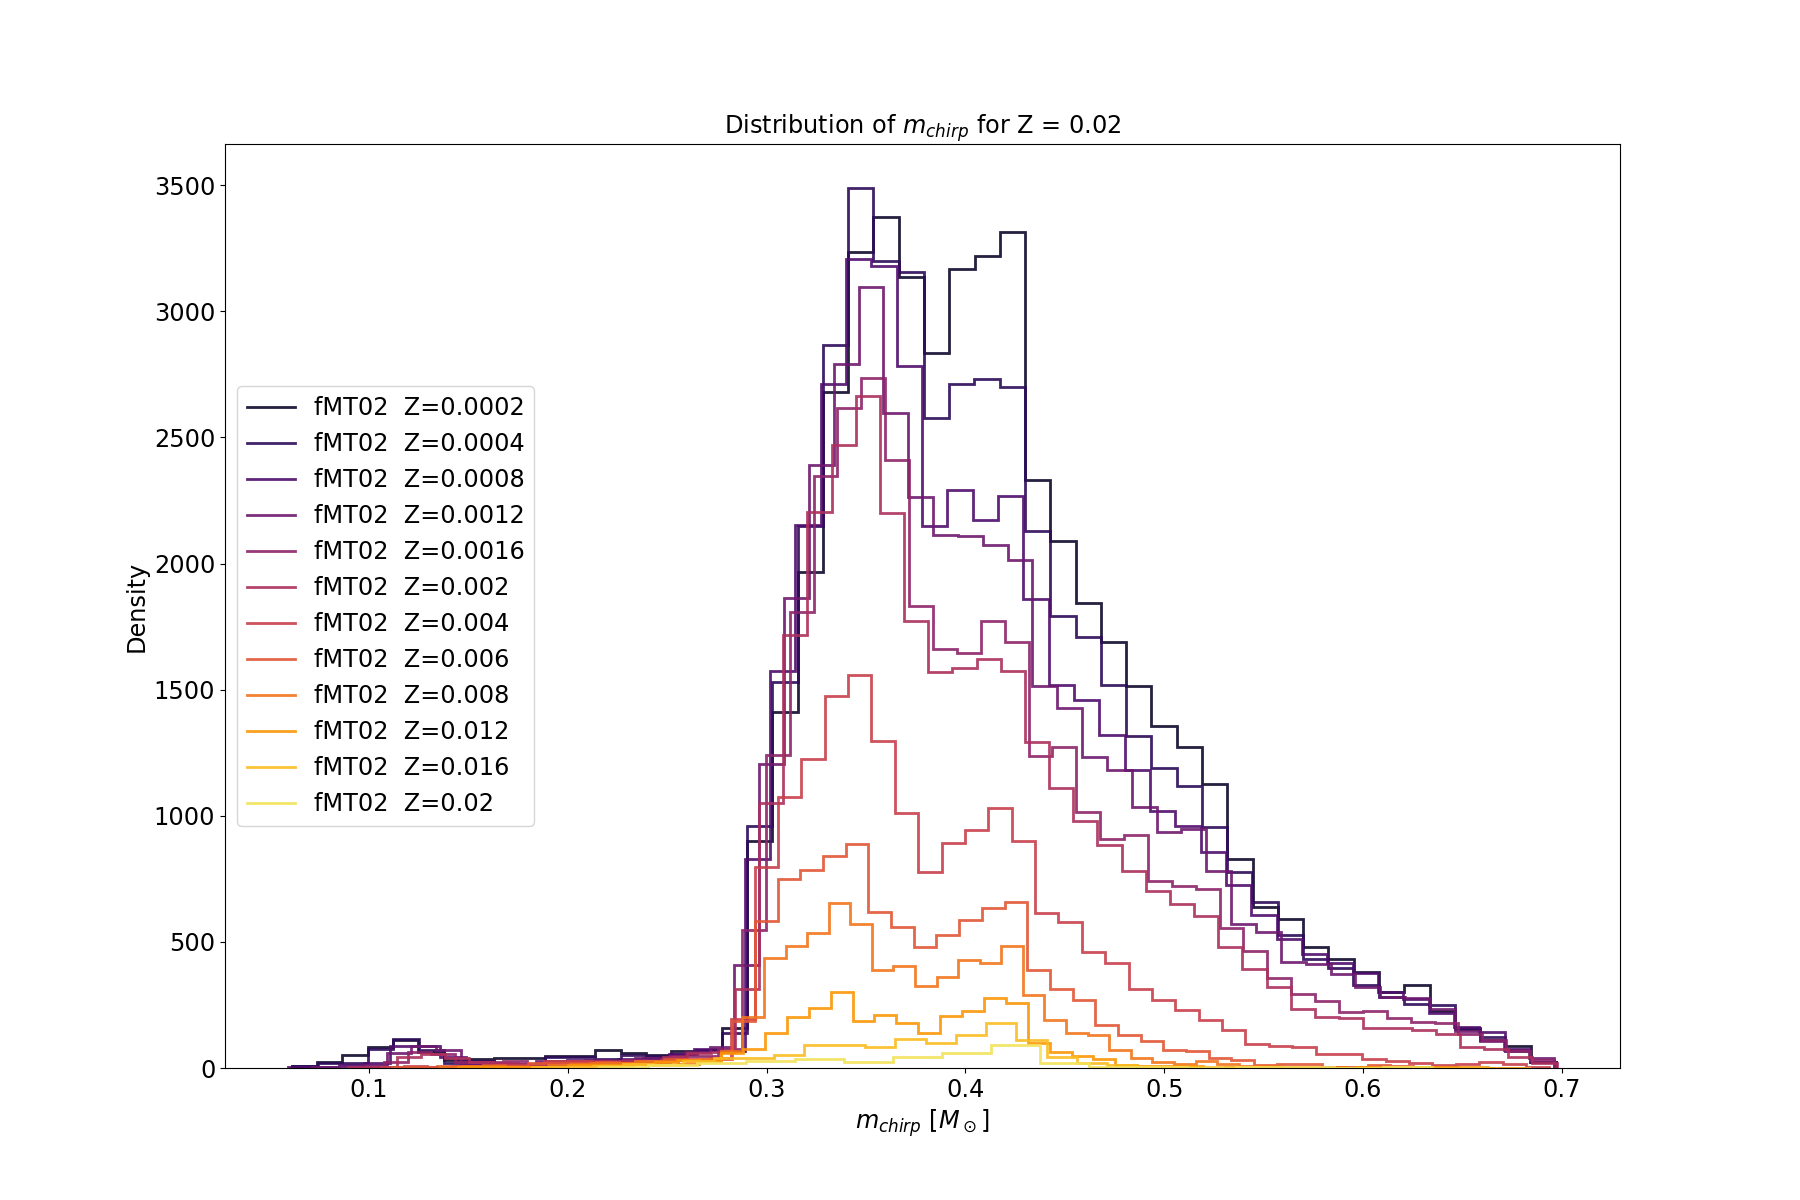 Distribution of m_chirp for Z = 0.02
Density
3500
3000
2500
2000
1500
1000
500
0
fMT02 Z=0.0002
fMT02 Z=0.0004
fMT02 Z=0.0008
fMT02 Z=0.0012
fMT02 Z=0.0016
fMT02 Z=0.002
fMT02 Z=0.004
fMT02 Z=0.006
fMT02 Z=0.008
fMT02 Z=0.012
fMT02 Z=0.016
fMT02 Z=0.02
0.1 0.2 0.3 0.4 0.5 0.6 0.7
m_chirp [M_⊙]